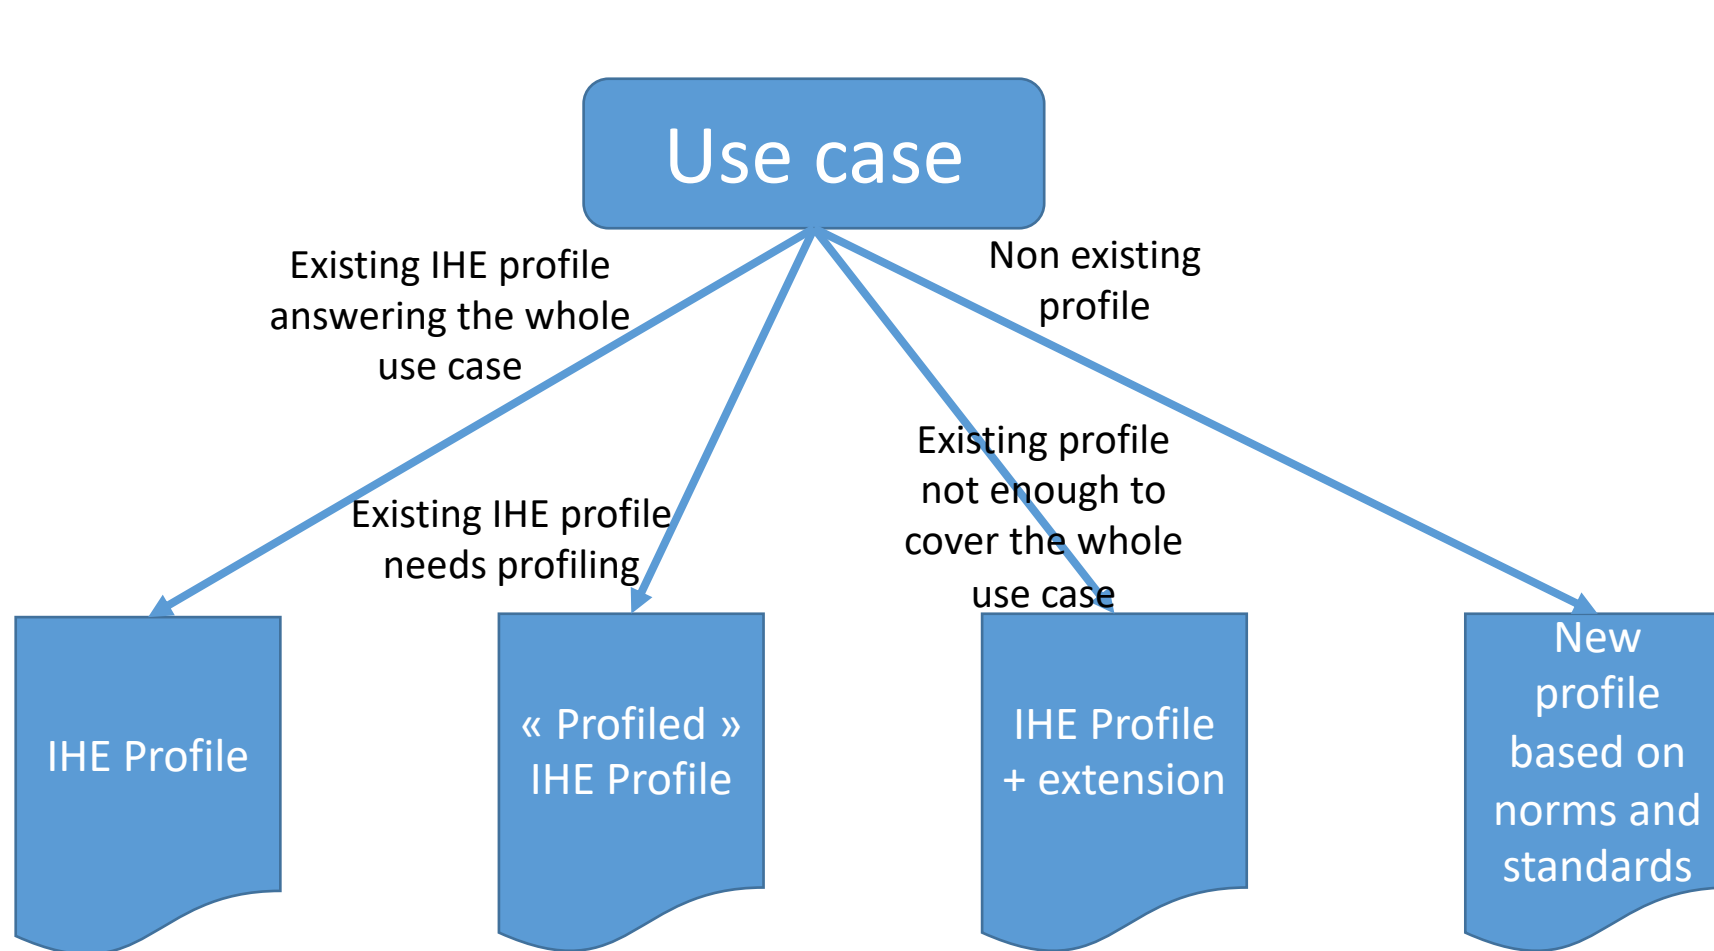 Use case
Existing IHE profile
answering the whole
use case
Non existing
profile
Existing IHE profile
needs profiling
Existing profile
not enough to
cover the whole
use case
IHE Profile
« Profiled »
IHE Profile
IHE Profile
+ extension
New
profile
based on
norms and
standards